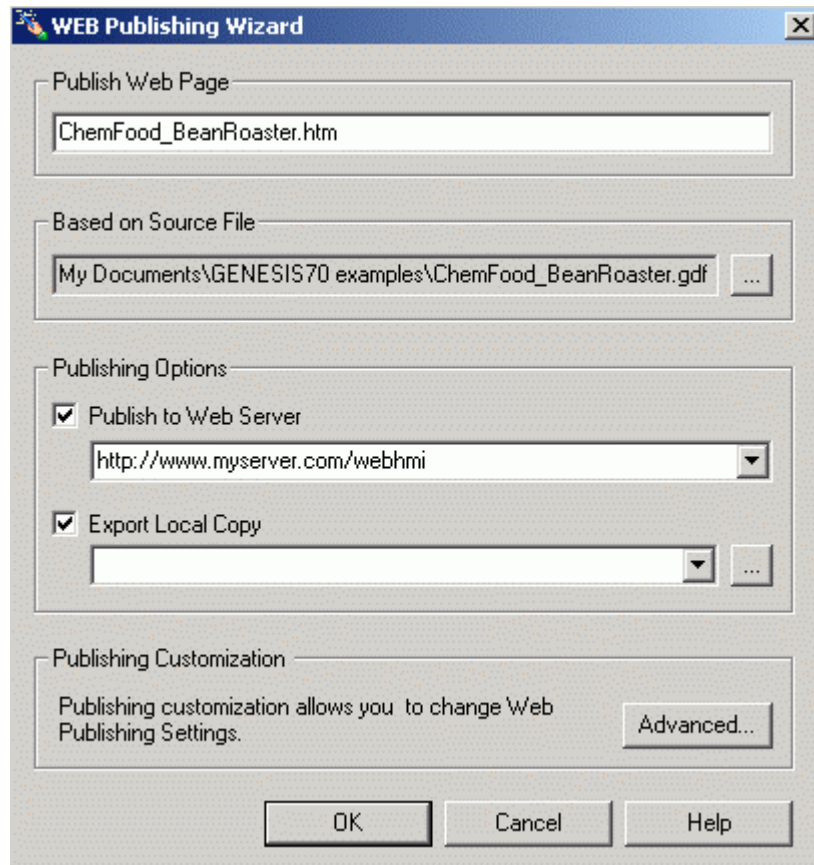 WEB Publishing Wizard
Publish Web Page
ChemFood_BeanRoaster.htm
Based on Source File
My Documents\GENESIS70 examples\ChemFood_BeanRoaster.gdf
...
Publishing Options
Publish to Web Server
http://www.myserver.com/webhmi
Export Local Copy
...
Publishing Customization
Publishing customization allows you  to change Web
Publishing Settings.
Advanced...
OK Cancel Help